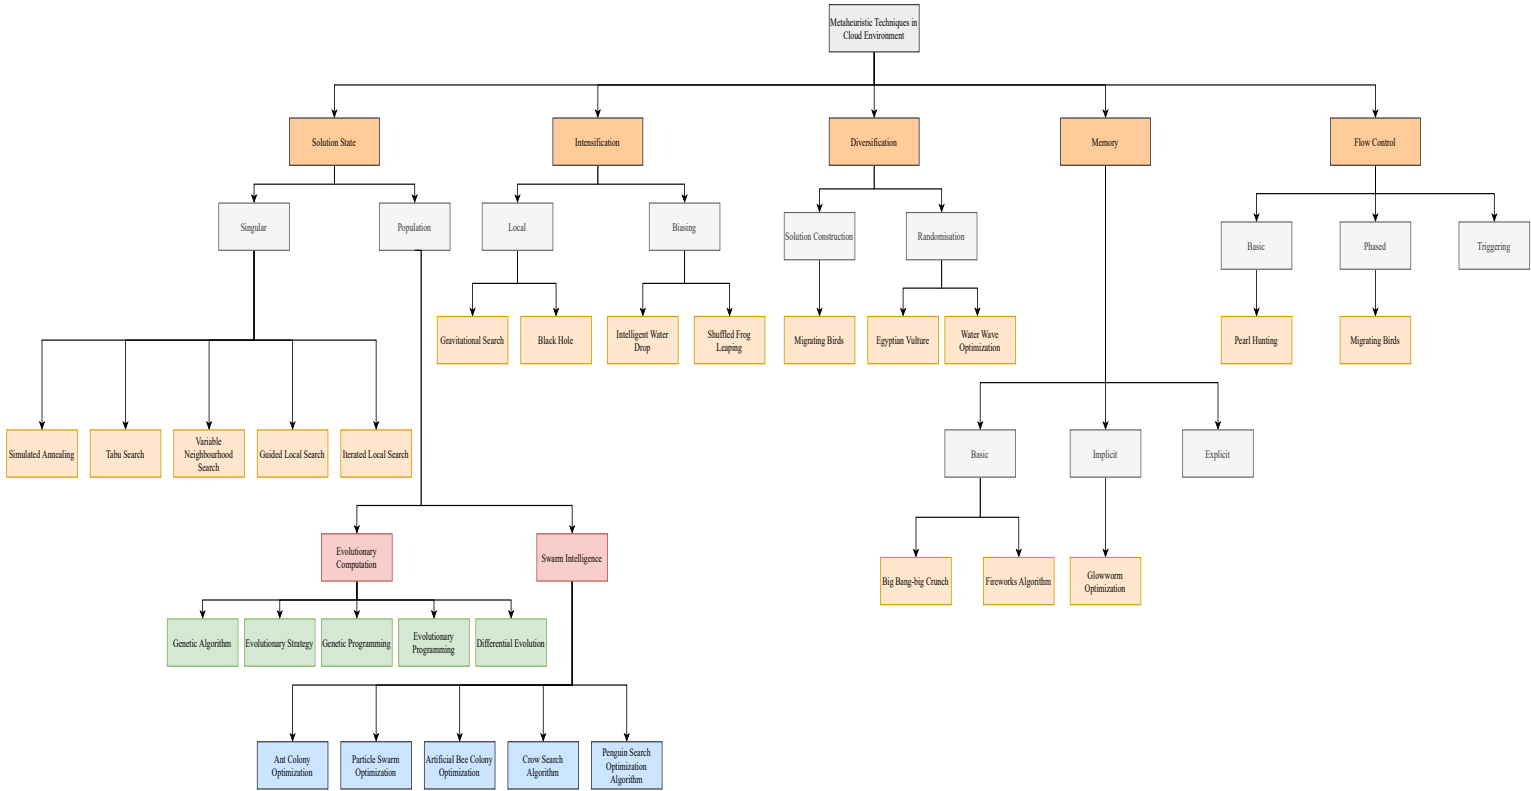 Metaheuristic Techniques in
Cloud Environment
Solution State
Intensification
Diversification
Memory
Flow Control
Singular
Population
Local
Biasing
Solution Construction
Randomisation
Basic
Phased
Triggering
Gravitational Search
Black Hole
Intelligent Water
Drop
Shuffled Frog
Leaping
Migrating Birds
Egyptian Vulture
Water Wave
Optimization
Pearl Hunting
Migrating Birds
Simulated Annealing
Tabu Search
Variable
Neighbourhood
Search
Guided Local Search
Iterated Local Search
Basic
Implicit
Explicit
Evolutionary
Computation
Swarm Intelligence
Big Bang-big Crunch
Fireworks Algorithm
Glowworm
Optimization
Genetic Algorithm
Evolutionary Strategy
Genetic Programming
Evolutionary
Programming
Differential Evolution
Ant Colony
Optimization
Particle Swarm
Optimization
Artificial Bee Colony
Optimization
Crow Search
Algorithm
Penguin Search
Optimization
Algorithm